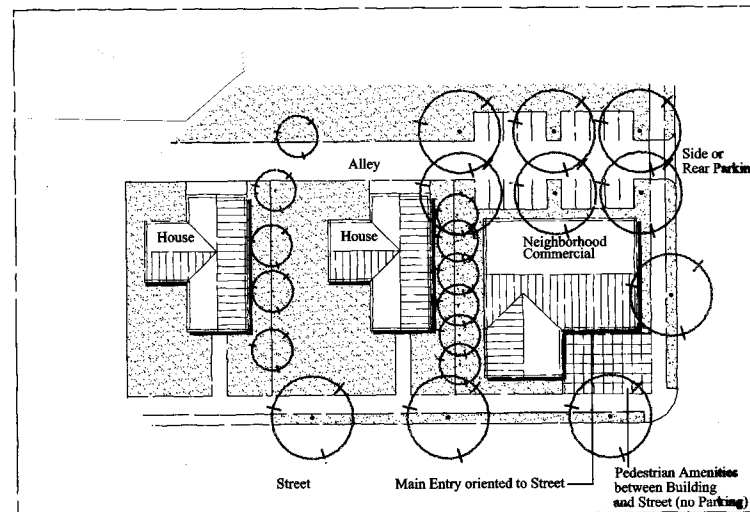 Alley
Side or
Rear Parkin
House
House
Neighborhood
Commercial
Street
Main Entry oriented to Street
Pedestrian Amenities
between Building
and Street (no Parking)